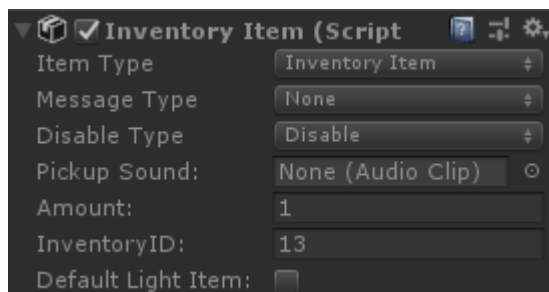 Inventory Item (Script
Item Type Inventory Item
Message Type None
Disable Type Disable
Pickup Sound: None (Audio Clip)
Amount: 1
InventoryID: 13
Default Light Item: